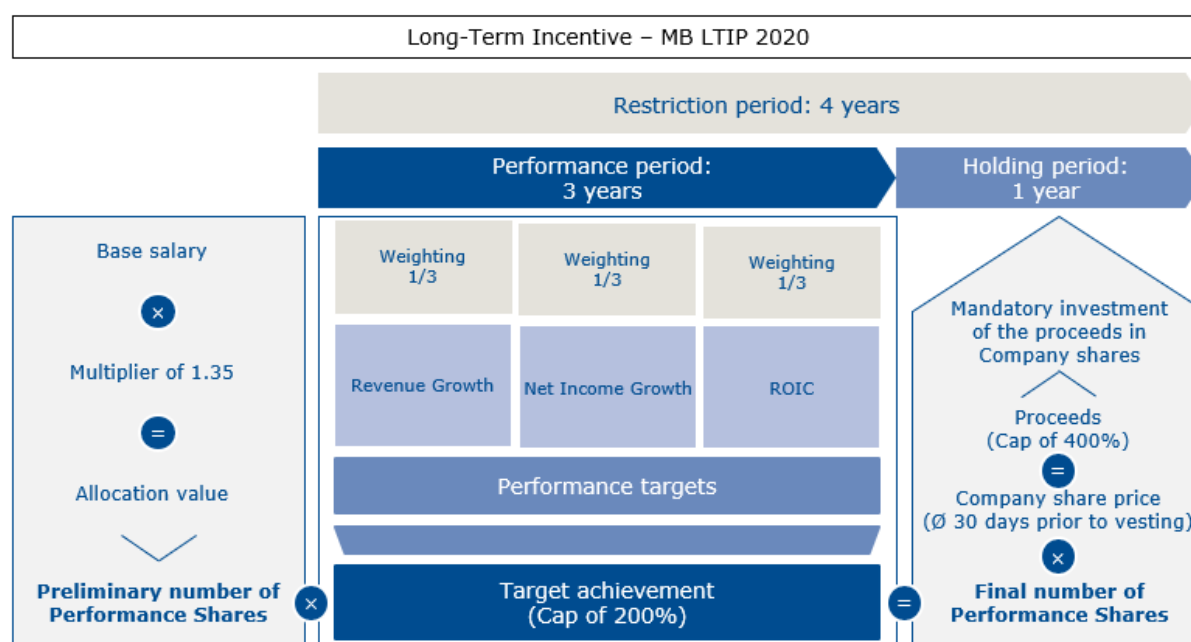 Long-Term Incentive – MB LTIP 2020
Restriction period: 4 years
Performance period:
3 years
Holding period:
1 year
Base salary
×
Multiplier of 1.35
=
Allocation value
Preliminary number of
Performance Shares
×
Weighting
1/3
Weighting
1/3
Weighting
1/3
Revenue Growth
Net Income Growth
ROIC
Performance targets
Target achievement
(Cap of 200%)
=
Mandatory investment
of the proceeds in
Company shares
Proceeds
(Cap of 400%)
=
Company share price
(Ø 30 days prior to vesting)
×
Final number of
Performance Shares